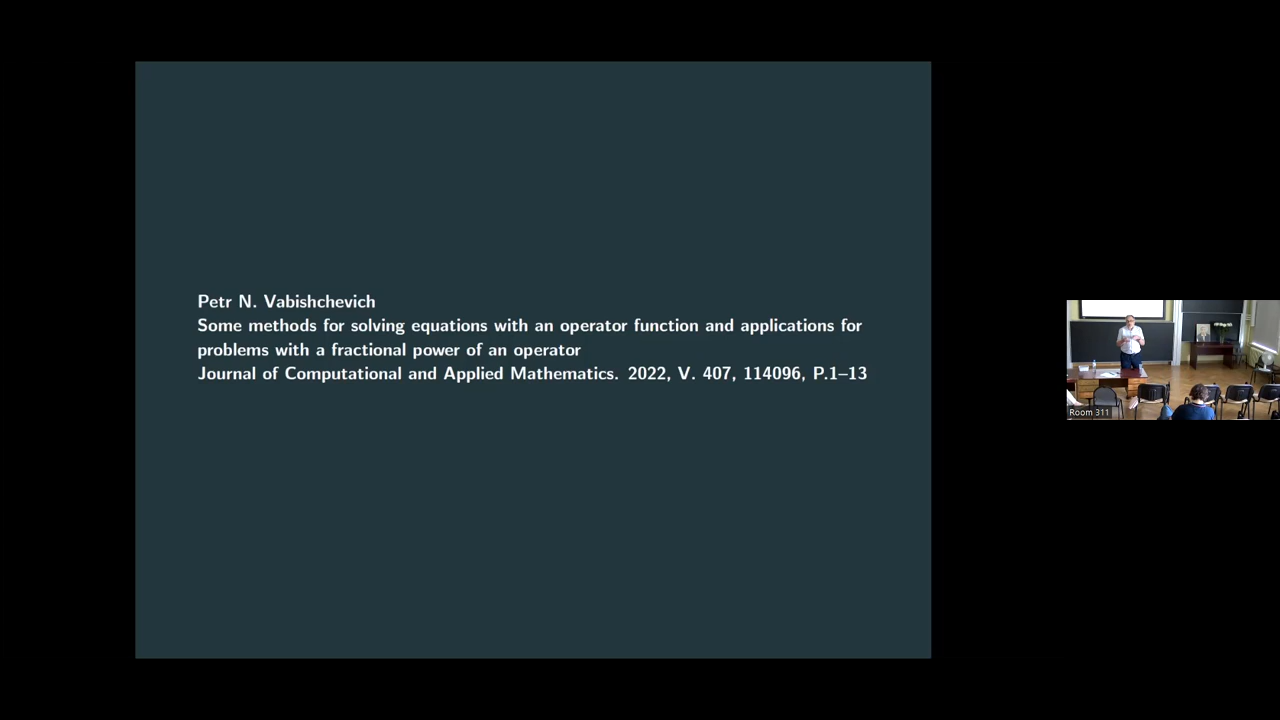 Petr N. Vabishchevich
Some methods for solving equations with an operator function and applications for
problems with a fractional power of an operator
Journal of Computational and Applied Mathematics. 2022, V. 407, 114096, P.1–13
Room 311